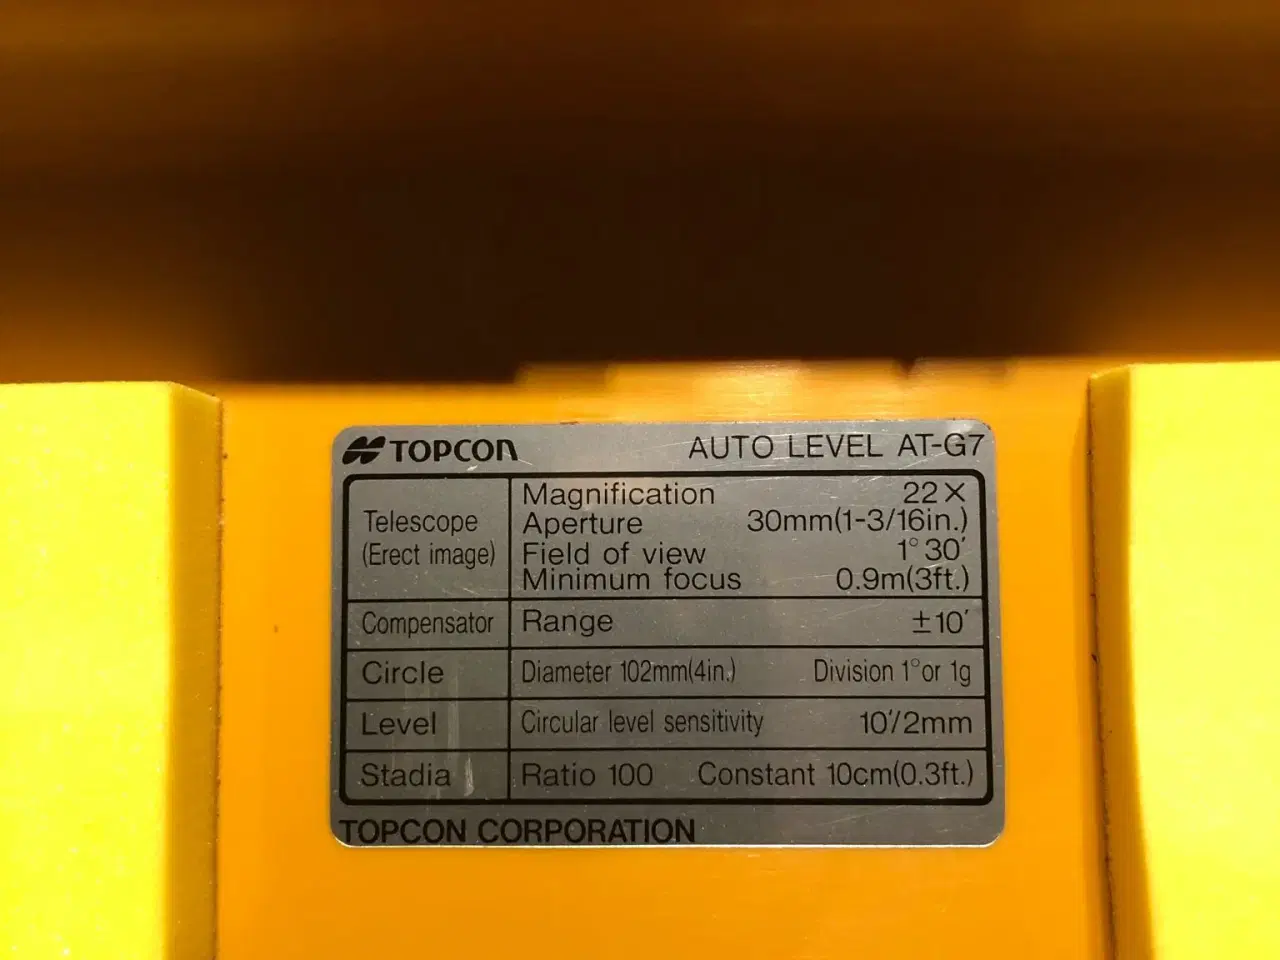 TOPCON AUTO LEVEL AT-G7
Telescope
(Erect image)
Magnification 22×
Aperture 30mm(1-3/16in.)
Field of view 1°30′
Minimum focus 0.9m(3ft.)
Compensator Range ±10′
Circle Diameter 102mm(4in.) Division 1°or 1g
Level Circular level sensitivity 10′/2mm
Stadia Ratio 100 Constant 10cm(0.3ft.)
TOPCON CORPORATION